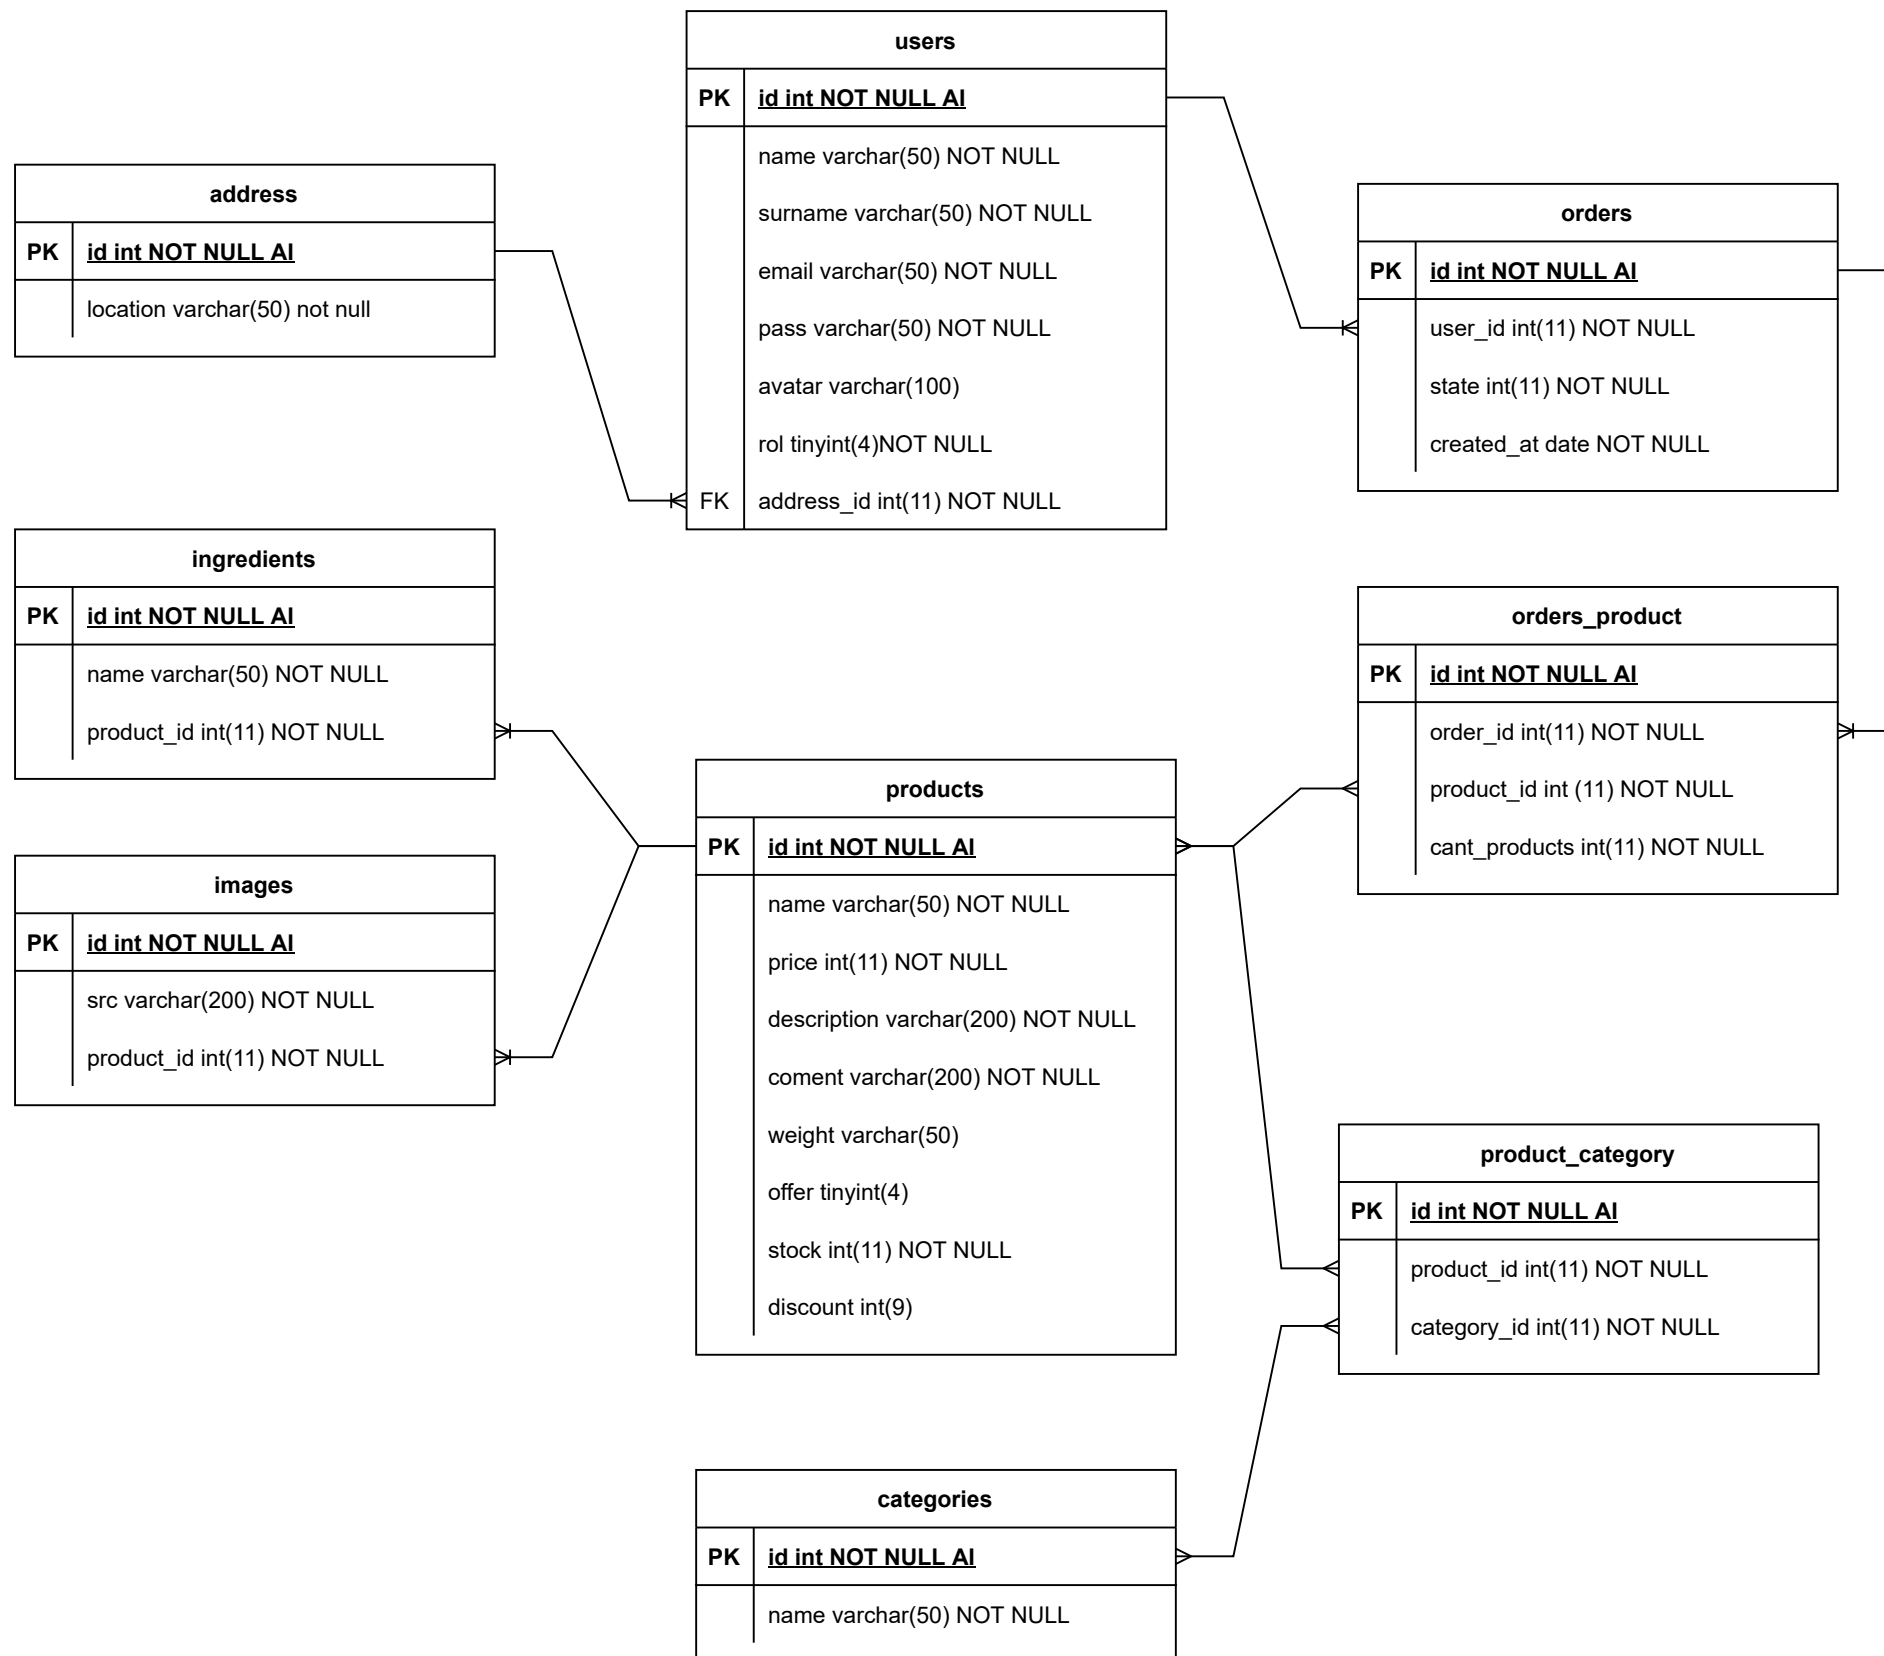 users
PK id int NOT NULL AI
name varchar(50) NOT NULL
surname varchar(50) NOT NULL
email varchar(50) NOT NULL
pass varchar(50) NOT NULL
avatar varchar(100)
rol tinyint(4)NOT NULL
FK address_id int(11) NOT NULL
address
PK id int NOT NULL AI
location varchar(50) not null
orders
PK id int NOT NULL AI
user_id int(11) NOT NULL
state int(11) NOT NULL
created_at date NOT NULL
ingredients
PK id int NOT NULL AI
name varchar(50) NOT NULL
product_id int(11) NOT NULL
orders_product
PK id int NOT NULL AI
order_id int(11) NOT NULL
product_id int (11) NOT NULL
cant_products int(11) NOT NULL
products
PK id int NOT NULL AI
name varchar(50) NOT NULL
price int(11) NOT NULL
description varchar(200) NOT NULL
coment varchar(200) NOT NULL
weight varchar(50)
offer tinyint(4)
stock int(11) NOT NULL
discount int(9)
images
PK id int NOT NULL AI
src varchar(200) NOT NULL
product_id int(11) NOT NULL
product_category
PK id int NOT NULL AI
product_id int(11) NOT NULL
category_id int(11) NOT NULL
categories
PK id int NOT NULL AI
name varchar(50) NOT NULL